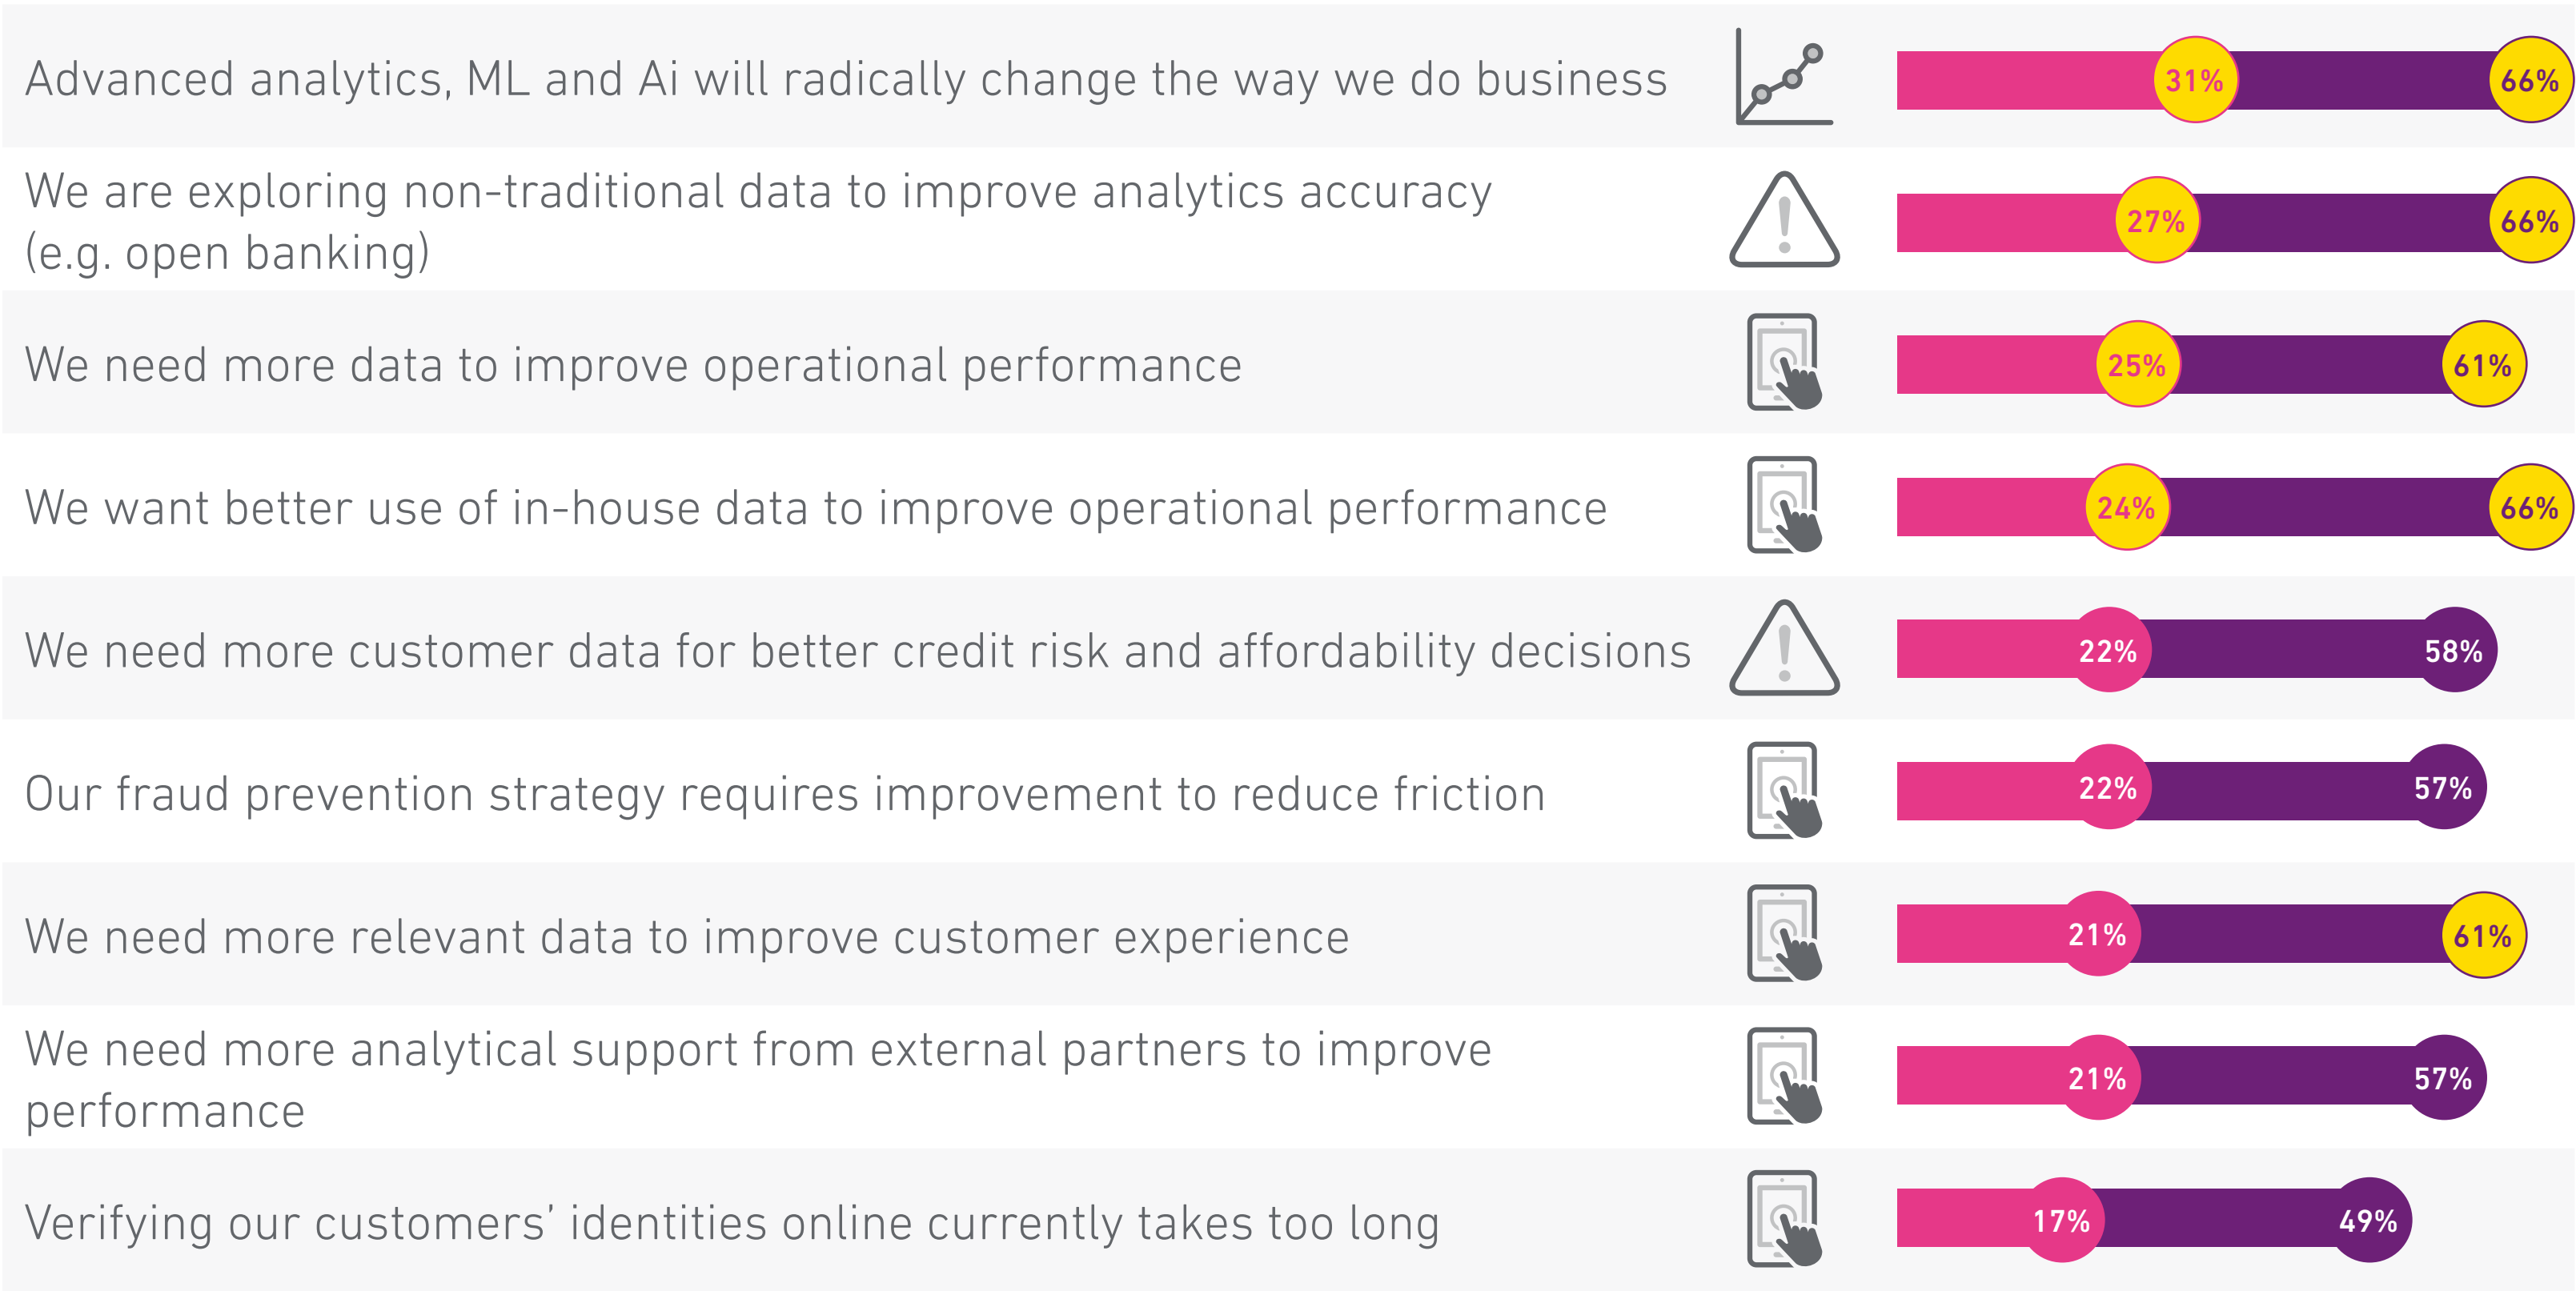 Advanced analytics, ML and Ai will radically change the way we do business 31% 66%
We are exploring non-traditional data to improve analytics accuracy
(e.g. open banking) 27% 66%
We need more data to improve operational performance 25% 61%
We want better use of in-house data to improve operational performance 24% 66%
We need more customer data for better credit risk and affordability decisions 22% 58%
Our fraud prevention strategy requires improvement to reduce friction 22% 57%
We need more relevant data to improve customer experience 21% 61%
We need more analytical support from external partners to improve
performance 21% 57%
Verifying our customers’ identities online currently takes too long 17% 49%